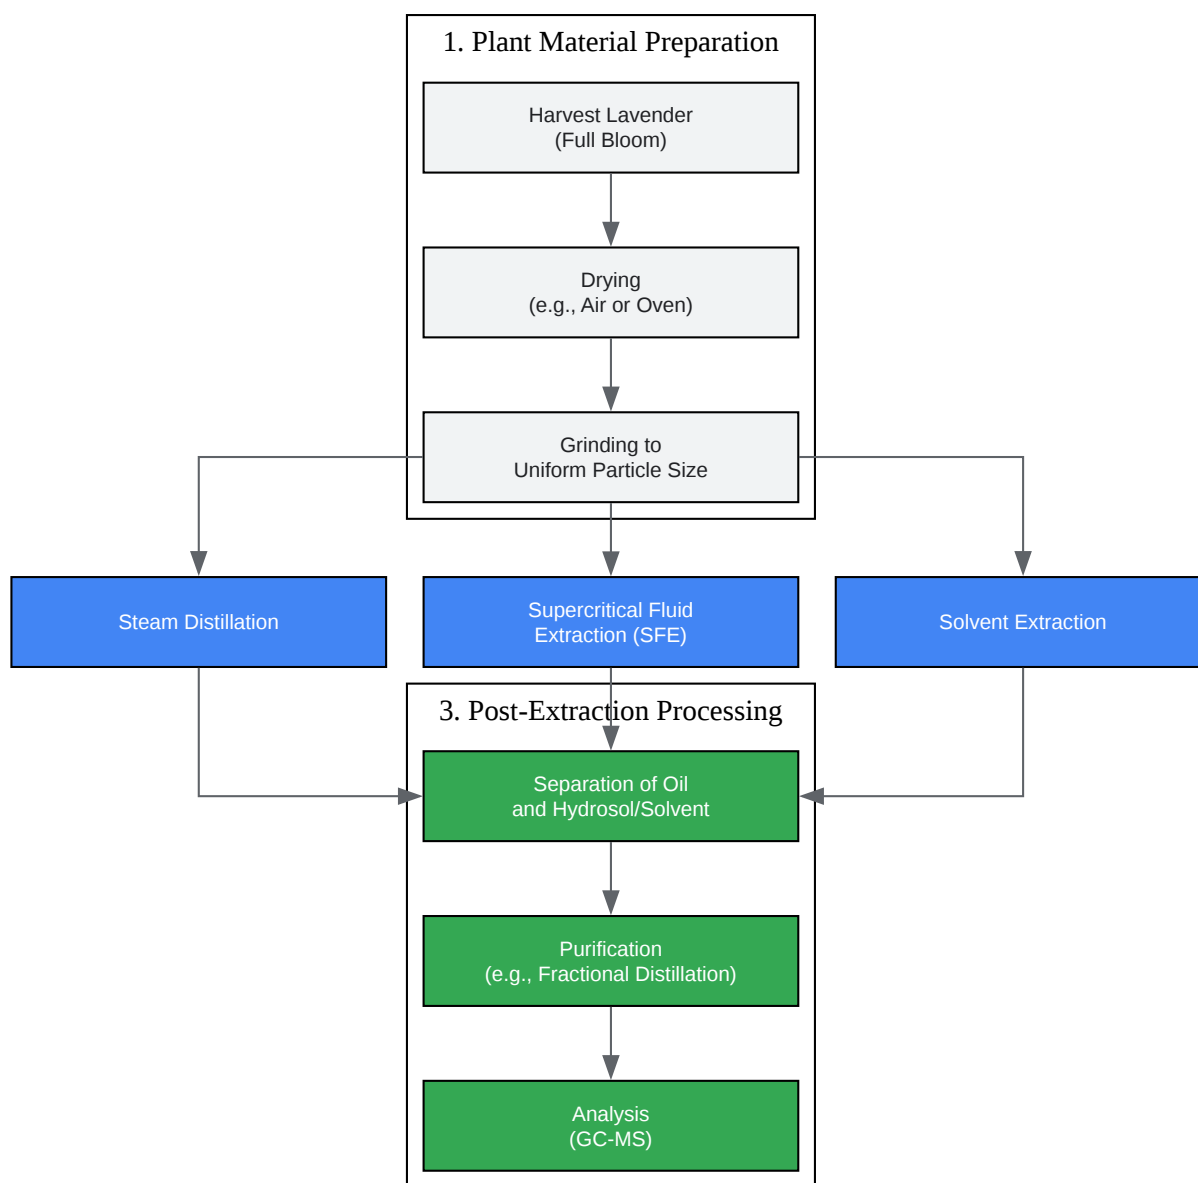 1. Plant Material Preparation
Harvest Lavender
(Full Bloom)
Drying
(e.g., Air or Oven)
Grinding to
Uniform Particle Size
Steam Distillation
Supercritical Fluid
Extraction (SFE)
Solvent Extraction
3. Post-Extraction Processing
Separation of Oil
and Hydrosol/Solvent
Purification
(e.g., Fractional Distillation)
Analysis
(GC-MS)